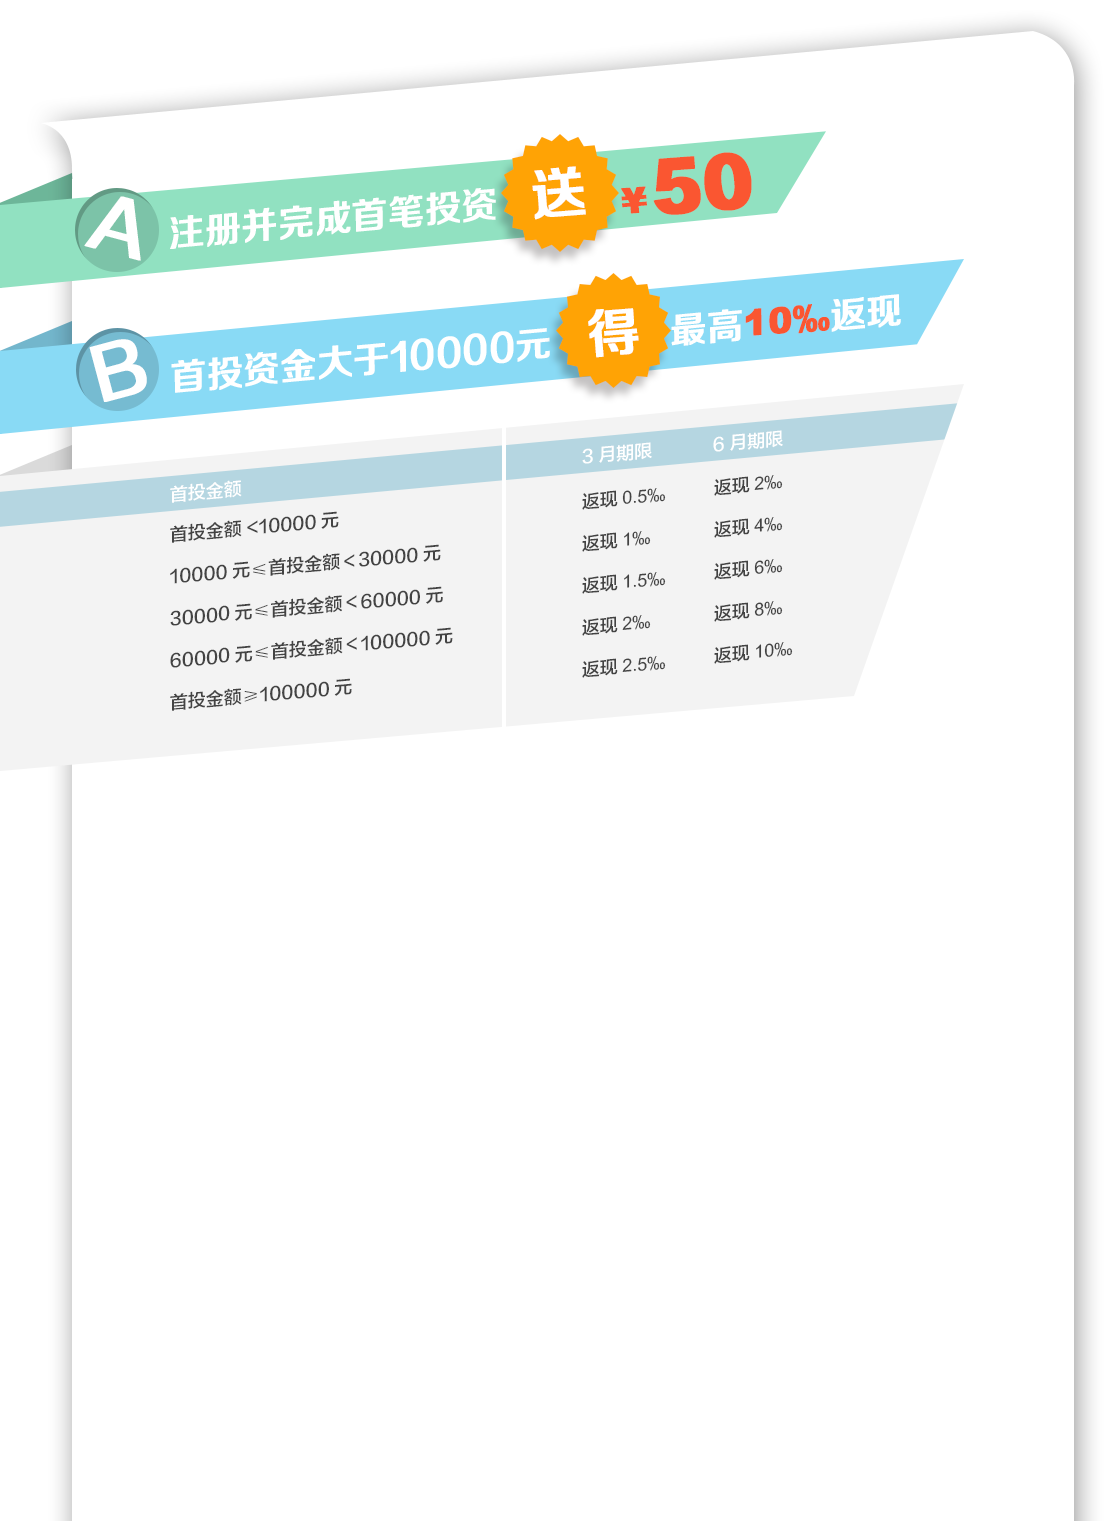 A 注册并完成首笔投资 送 ¥50
B 首投资金大于10000元 得 最高10‰返现
首投金额 3 月期限 6 月期限
首投金额 <10000 元 返现 0.5‰ 返现 2‰
10000 元≤首投金额<30000 元 返现 1‰ 返现 4‰
30000 元≤首投金额<60000 元 返现 1.5‰ 返现 6‰
60000 元≤首投金额<100000 元 返现 2‰ 返现 8‰
首投金额≥100000 元 返现 2.5‰ 返现 10‰